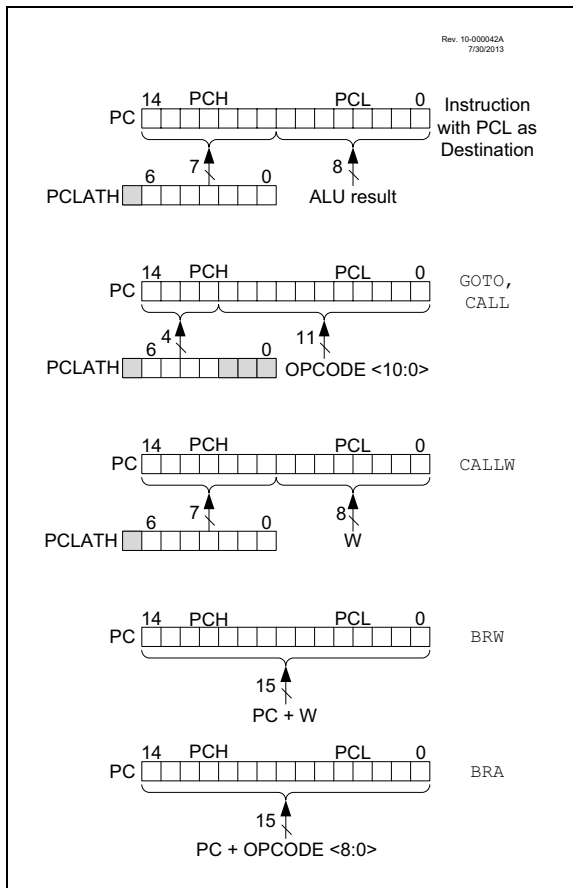 Rev. 10-000042A
7/30/2013
14 PCH PCL 0
PC
Instruction
with PCL as
Destination
6 7 0 8
PCLATH ALU result
14 PCH PCL 0
PC
GOTO,
CALL
6 4 0 11
PCLATH OPCODE <10:0>
14 PCH PCL 0
PC CALLW
6 7 0 8
PCLATH W
14 PCH PCL 0
PC BRW
15
PC + W
14 PCH PCL 0
PC BRA
15
PC + OPCODE <8:0>